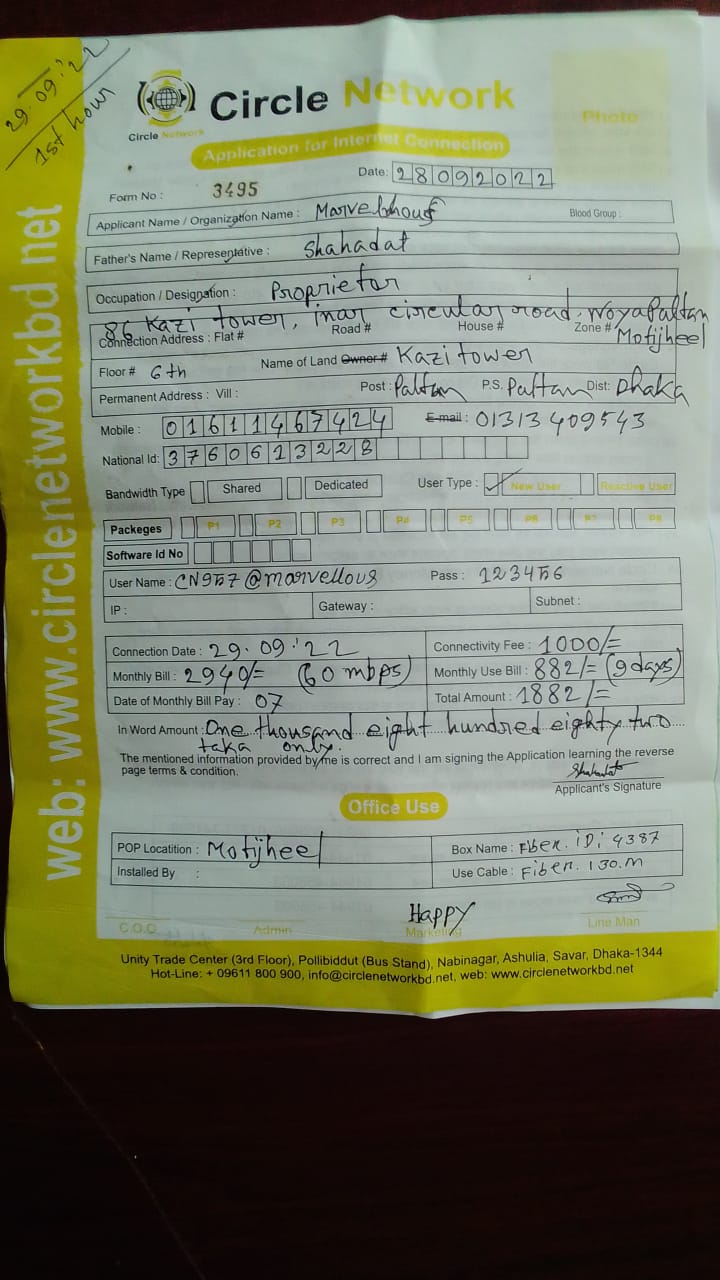 29.09.'22
1st hour
Circle Network
Circle Network
Application for Internet Connection
Photo
Date: 28092022
Form No : 3495
Applicant Name / Organization Name : Blood Group :
Father's Name / Representative : Shahadat
Occupation / Designation : Proprietor
86 Kazi tower, inar circular road. Noyapaltan
Connection Address : Flat # Road # House # Zone # Motijheel
Floor # 6th Name of Land Owner # Kazi tower
Permanent Address : Vill : Post : Paltan P.S. Paltan Dist: Dhaka
Mobile : 01611467424 E-mail : 01313409543
National Id: 3760613228
Bandwidth Type Shared Dedicated User Type : ✓ New User Reactive User
Packeges P1 P2 P3 P4 P5 P6 P7 P8
Software Id No
User Name : CN957@marvellous Pass : 123456
IP : Gateway : Subnet :
Connection Date : 29.09.'22 Connectivity Fee : 1000/=
Monthly Bill : 2940/= (60 mbps) Monthly Use Bill : 882/= (9 days)
Date of Monthly Bill Pay : 07 Total Amount : 1882/=
In Word Amount : One thousand eight hundred eighty two
taka only.
The mentioned information provided by me is correct and I am signing the Application learning the reverse
page terms & condition.
Shahadat
Applicant's Signature
Office Use
POP Locatition : Motijheel Box Name : Fiber. iD: 4387
Installed By : Use Cable : Fiber. 130.m
HAPPY
C.O.O Admin Marketing Line Man
Unity Trade Center (3rd Floor), Pollibiddut (Bus Stand), Nabinagar, Ashulia, Savar, Dhaka-1344
Hot-Line: + 09611 800 900, info@circlenetworkbd.net, web: www.circlenetworkbd.net
web: www.circlenetworkbd.net